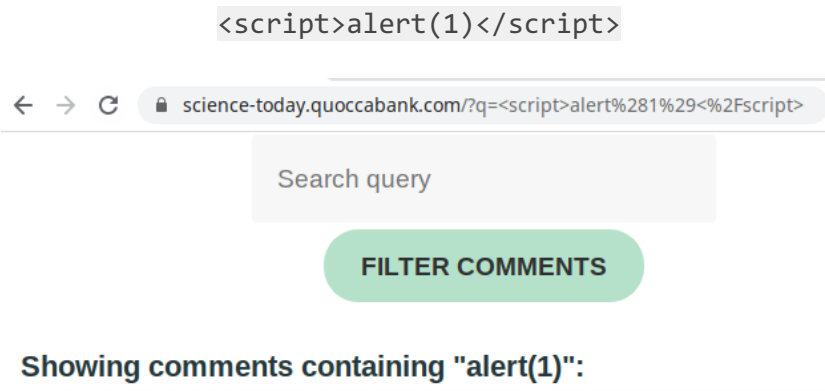 <script>alert(1)</script>
science-today.quoccabank.com/?q=<script>alert%281%29<%2Fscript>
Search query
FILTER COMMENTS
Showing comments containing "alert(1)":